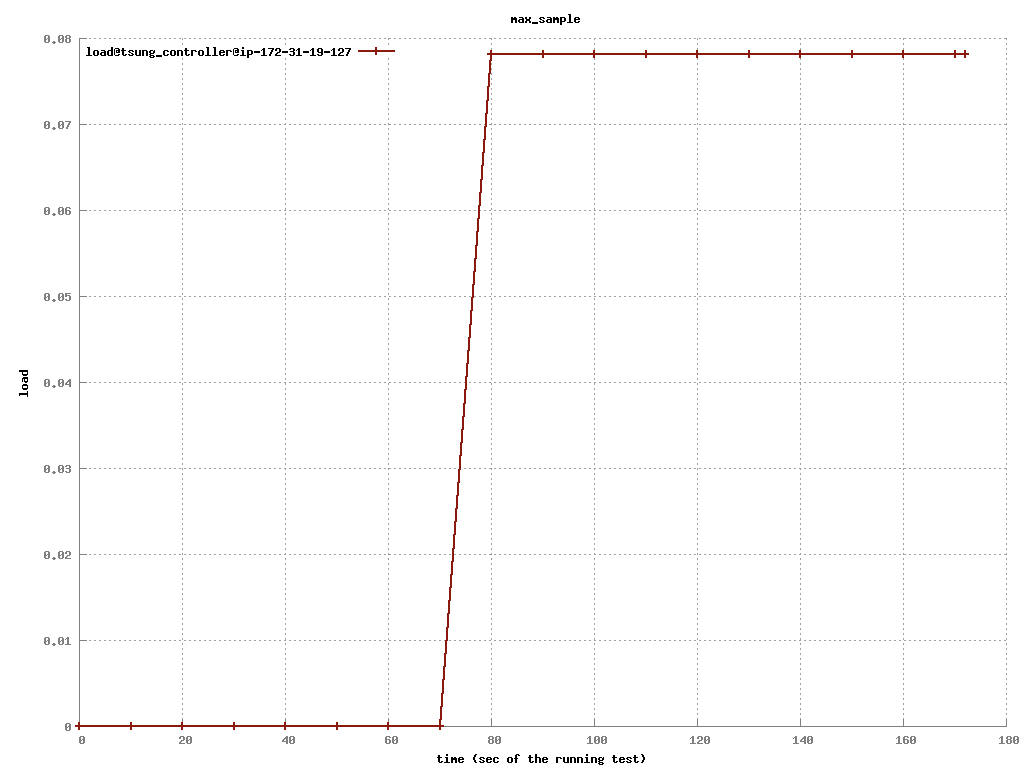 max_sample
load@tsung_controller@ip-172-31-19-127
0.08
0.07
0.06
0.05
0.04
0.03
0.02
0.01
0
load
0 20 40 60 80 100 120 140 160 180
time (sec of the running test)